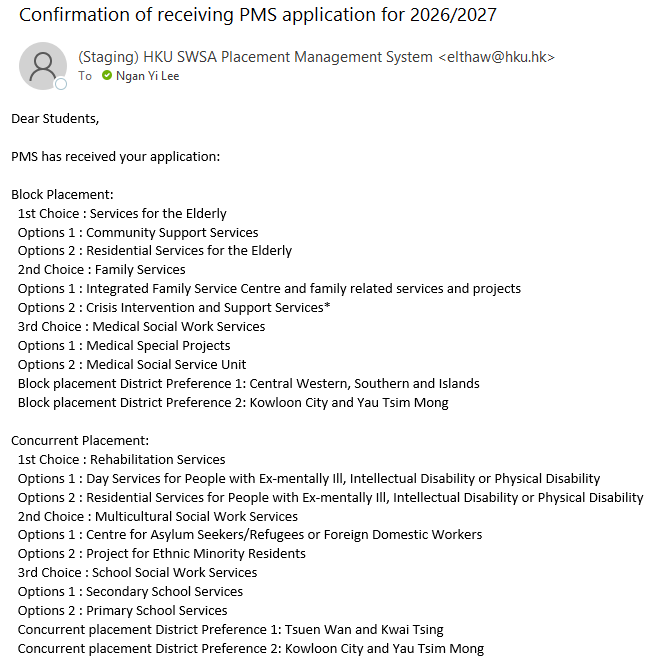 Confirmation of receiving PMS application for 2026/2027
(Staging) HKU SWSA Placement Management System <elthaw@hku.hk>
To Ngan Yi Lee
Dear Students,
PMS has received your application:
Block Placement:
1st Choice : Services for the Elderly
Options 1 : Community Support Services
Options 2 : Residential Services for the Elderly
2nd Choice : Family Services
Options 1 : Integrated Family Service Centre and family related services and projects
Options 2 : Crisis Intervention and Support Services*
3rd Choice : Medical Social Work Services
Options 1 : Medical Special Projects
Options 2 : Medical Social Service Unit
Block placement District Preference 1: Central Western, Southern and Islands
Block placement District Preference 2: Kowloon City and Yau Tsim Mong
Concurrent Placement:
1st Choice : Rehabilitation Services
Options 1 : Day Services for People with Ex-mentally Ill, Intellectual Disability or Physical Disability
Options 2 : Residential Services for People with Ex-mentally Ill, Intellectual Disability or Physical Disability
2nd Choice : Multicultural Social Work Services
Options 1 : Centre for Asylum Seekers/Refugees or Foreign Domestic Workers
Options 2 : Project for Ethnic Minority Residents
3rd Choice : School Social Work Services
Options 1 : Secondary School Services
Options 2 : Primary School Services
Concurrent placement District Preference 1: Tsuen Wan and Kwai Tsing
Concurrent placement District Preference 2: Kowloon City and Yau Tsim Mong